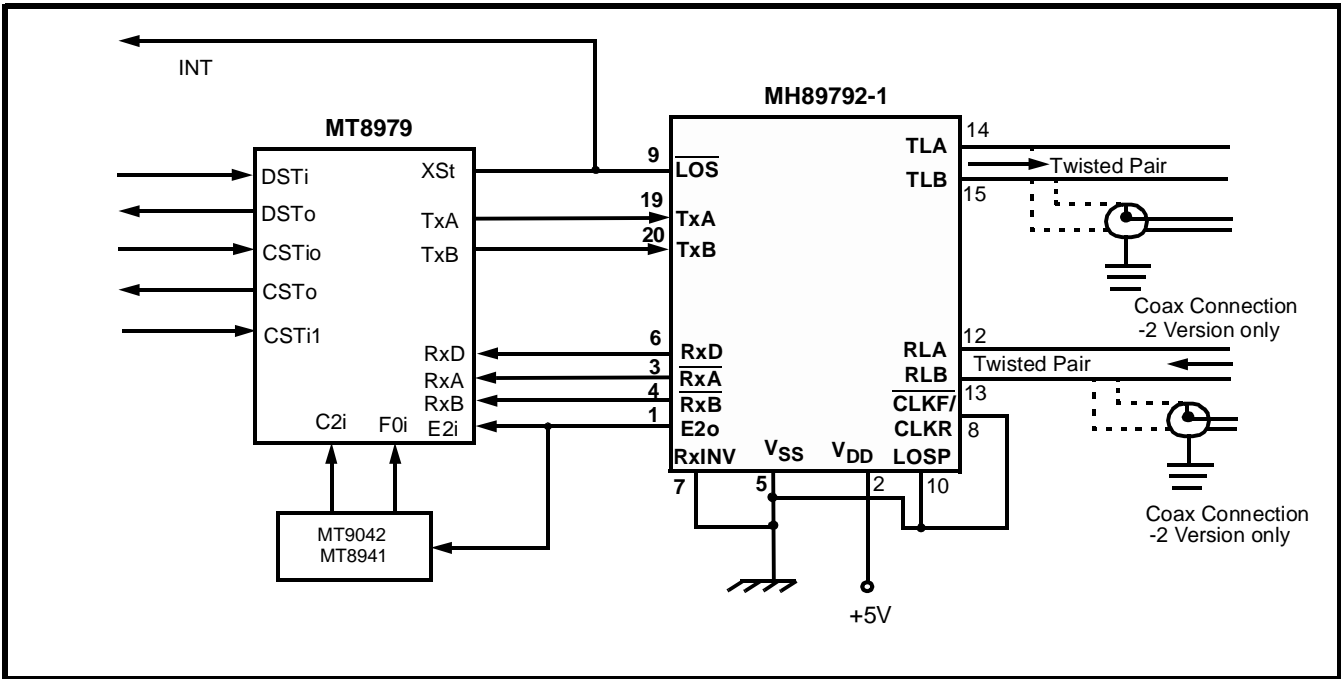 INT
MT8979
MH89792-1
DSTi
DSTo
CSTio
CSTo
CSTi1
XSt
TxA
TxB
RxD
RxA
RxB
E2i
C2i
F0i
MT9042
MT8941
9
19
20
6
3
4
1
LOS
TxA
TxB
RxD
RxA
RxB
E2o
RxINV
VSS
VDD
LOSP
TLA
TLB
RLA
RLB
CLKF/
CLKR
7
5
2
10
14
15
12
13
8
Twisted Pair
Coax Connection
-2 Version only
Twisted Pair
Coax Connection
-2 Version only
+5V